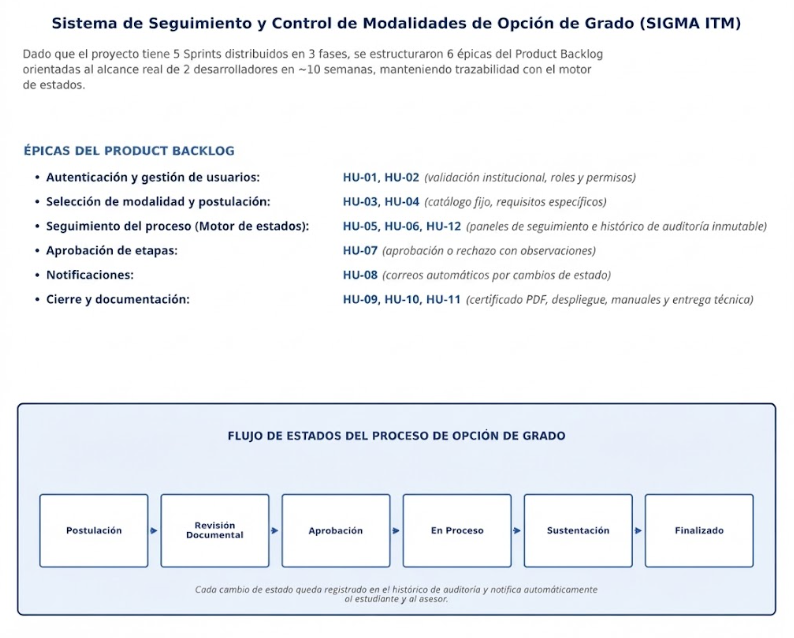 Sistema de Seguimiento y Control de Modalidades de Opción de Grado (SIGMA ITM)
Dado que el proyecto tiene 5 Sprints distribuidos en 3 fases, se estructuraron 6 épicas del Product Backlog
orientadas al alcance real de 2 desarrolladores en ~10 semanas, manteniendo trazabilidad con el motor
de estados.
ÉPICAS DEL PRODUCT BACKLOG
• Autenticación y gestión de usuarios: HU-01, HU-02 (validación institucional, roles y permisos)
• Selección de modalidad y postulación: HU-03, HU-04 (catálogo fijo, requisitos específicos)
• Seguimiento del proceso (Motor de estados): HU-05, HU-06, HU-12 (paneles de seguimiento e histórico de auditoría inmutable)
• Aprobación de etapas: HU-07 (aprobación o rechazo con observaciones)
• Notificaciones: HU-08 (correos automáticos por cambios de estado)
• Cierre y documentación: HU-09, HU-10, HU-11 (certificado PDF, despliegue, manuales y entrega técnica)
FLUJO DE ESTADOS DEL PROCESO DE OPCIÓN DE GRADO
Postulación
Revisión
Documental
Aprobación
En Proceso
Sustentación
Finalizado
Cada cambio de estado queda registrado en el histórico de auditoría y notifica automáticamente
al estudiante y al asesor.